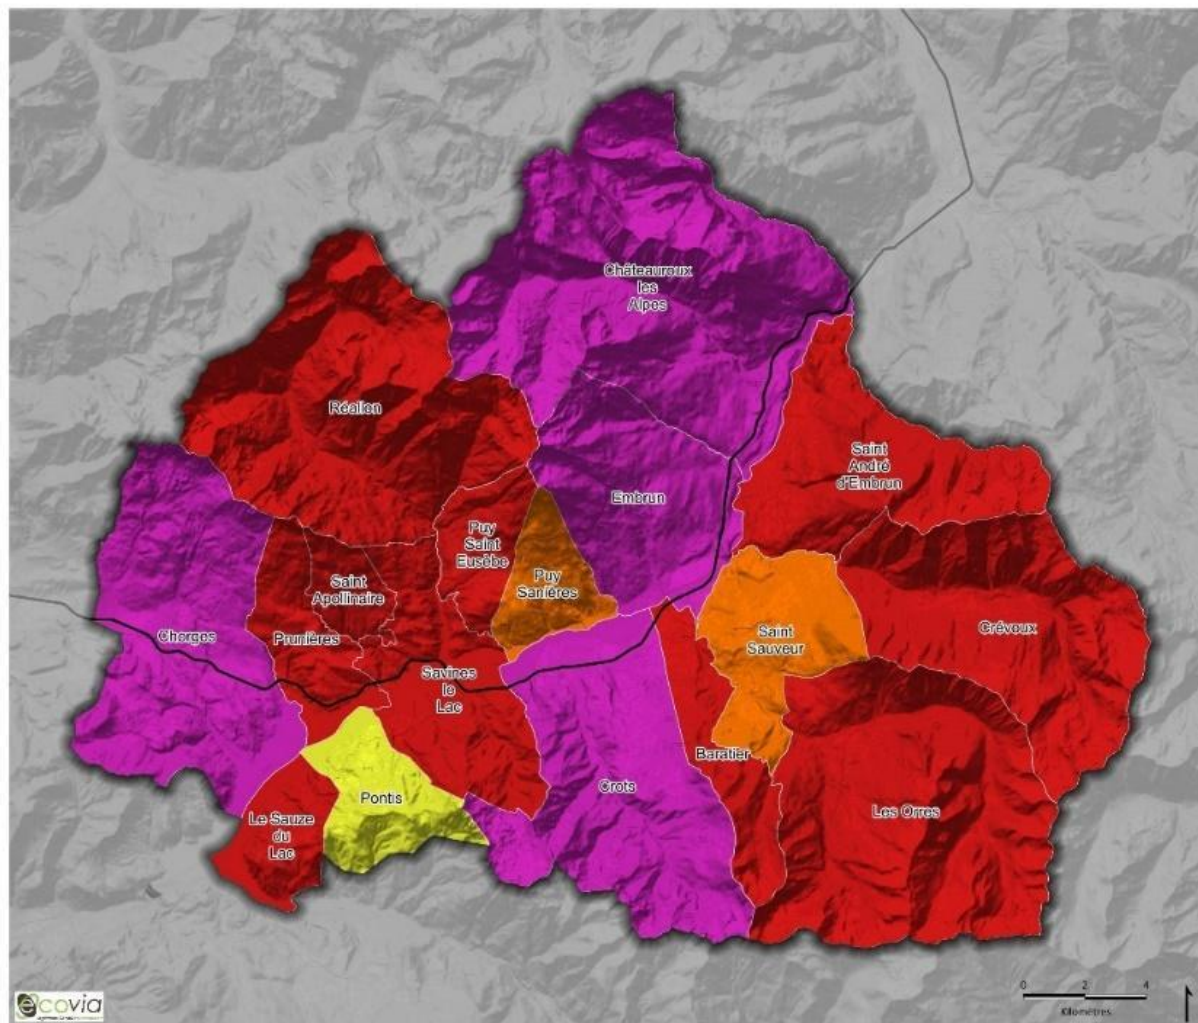 Châteauroux
les
Alpes
Réallon
Saint
André
d'Embrun
Embrun
Puy
Saint
Eusèbe
Puy
Sanières
Saint
Apollinaire
Prunières
Chorges
Crévoux
Saint
Sauveur
Savines
le
Lac
Baratier
Crots
Pontis
Les Orres
Le Sauze
du
Lac
ecovia
0 2 4
Kilomètres